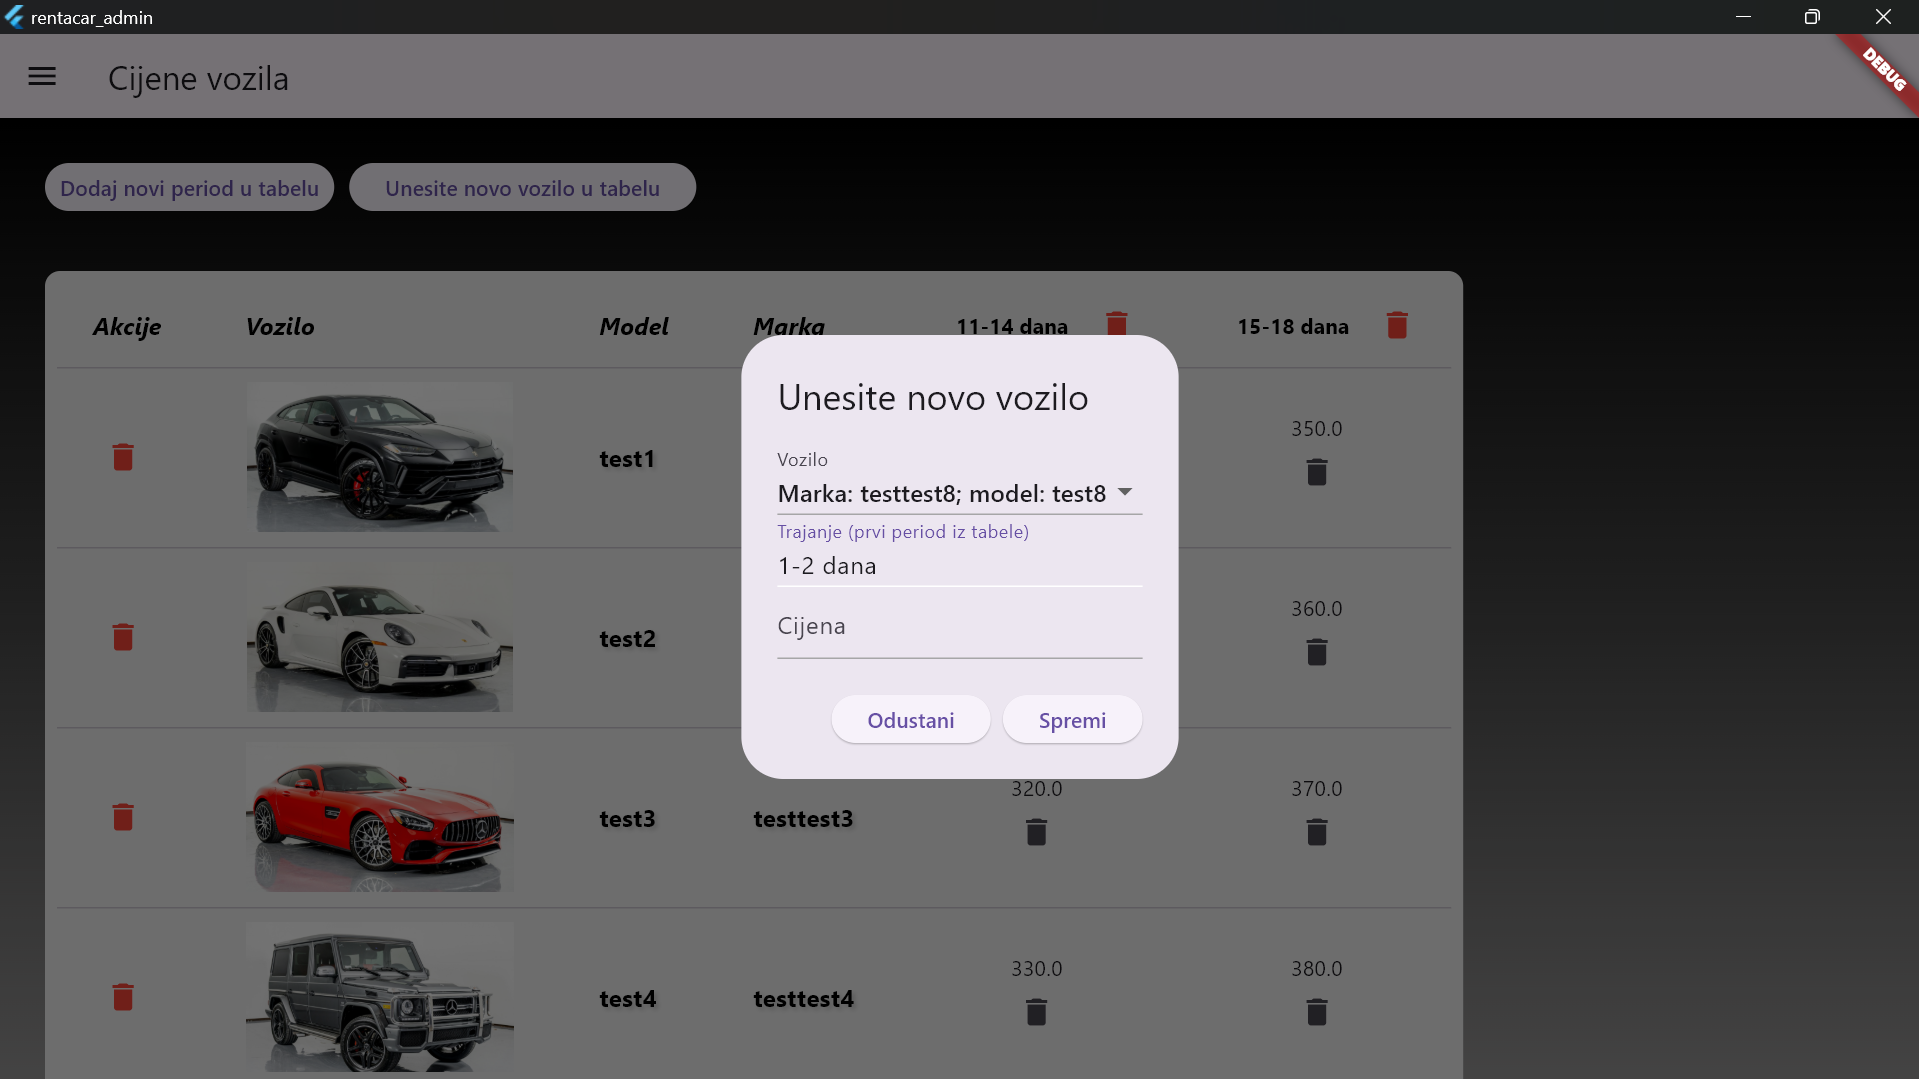 rentacar_admin
Cijene vozila
DEBUG
Dodaj novi period u tabelu
Unesite novo vozilo u tabelu
Akcije Vozilo Model Marka 11-14 dana 15-18 dana
Unesite novo vozilo
Vozilo
Marka: testtest8; model: test8
Trajanje (prvi period iz tabele)
1-2 dana
Cijena
Odustani Spremi
test1 350.0
test2 360.0
test3 testtest3 320.0 370.0
test4 testtest4 330.0 380.0